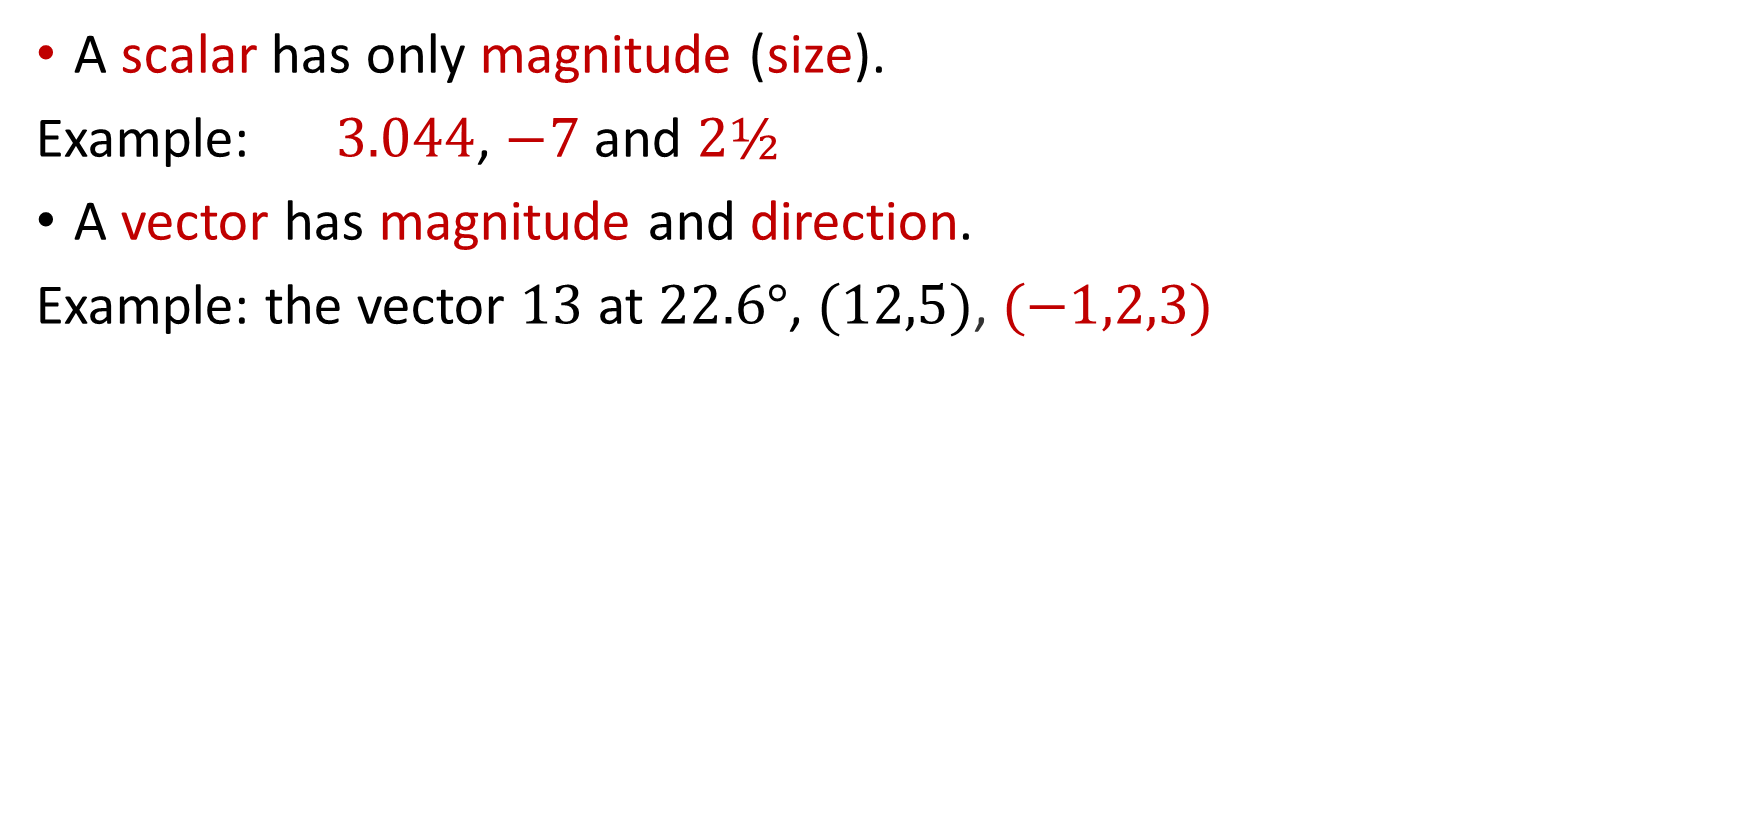 • A scalar has only magnitude (size).
Example: 3.044, −7 and 2½
• A vector has magnitude and direction.
Example: the vector 13 at 22.6°, (12,5), (−1,2,3)